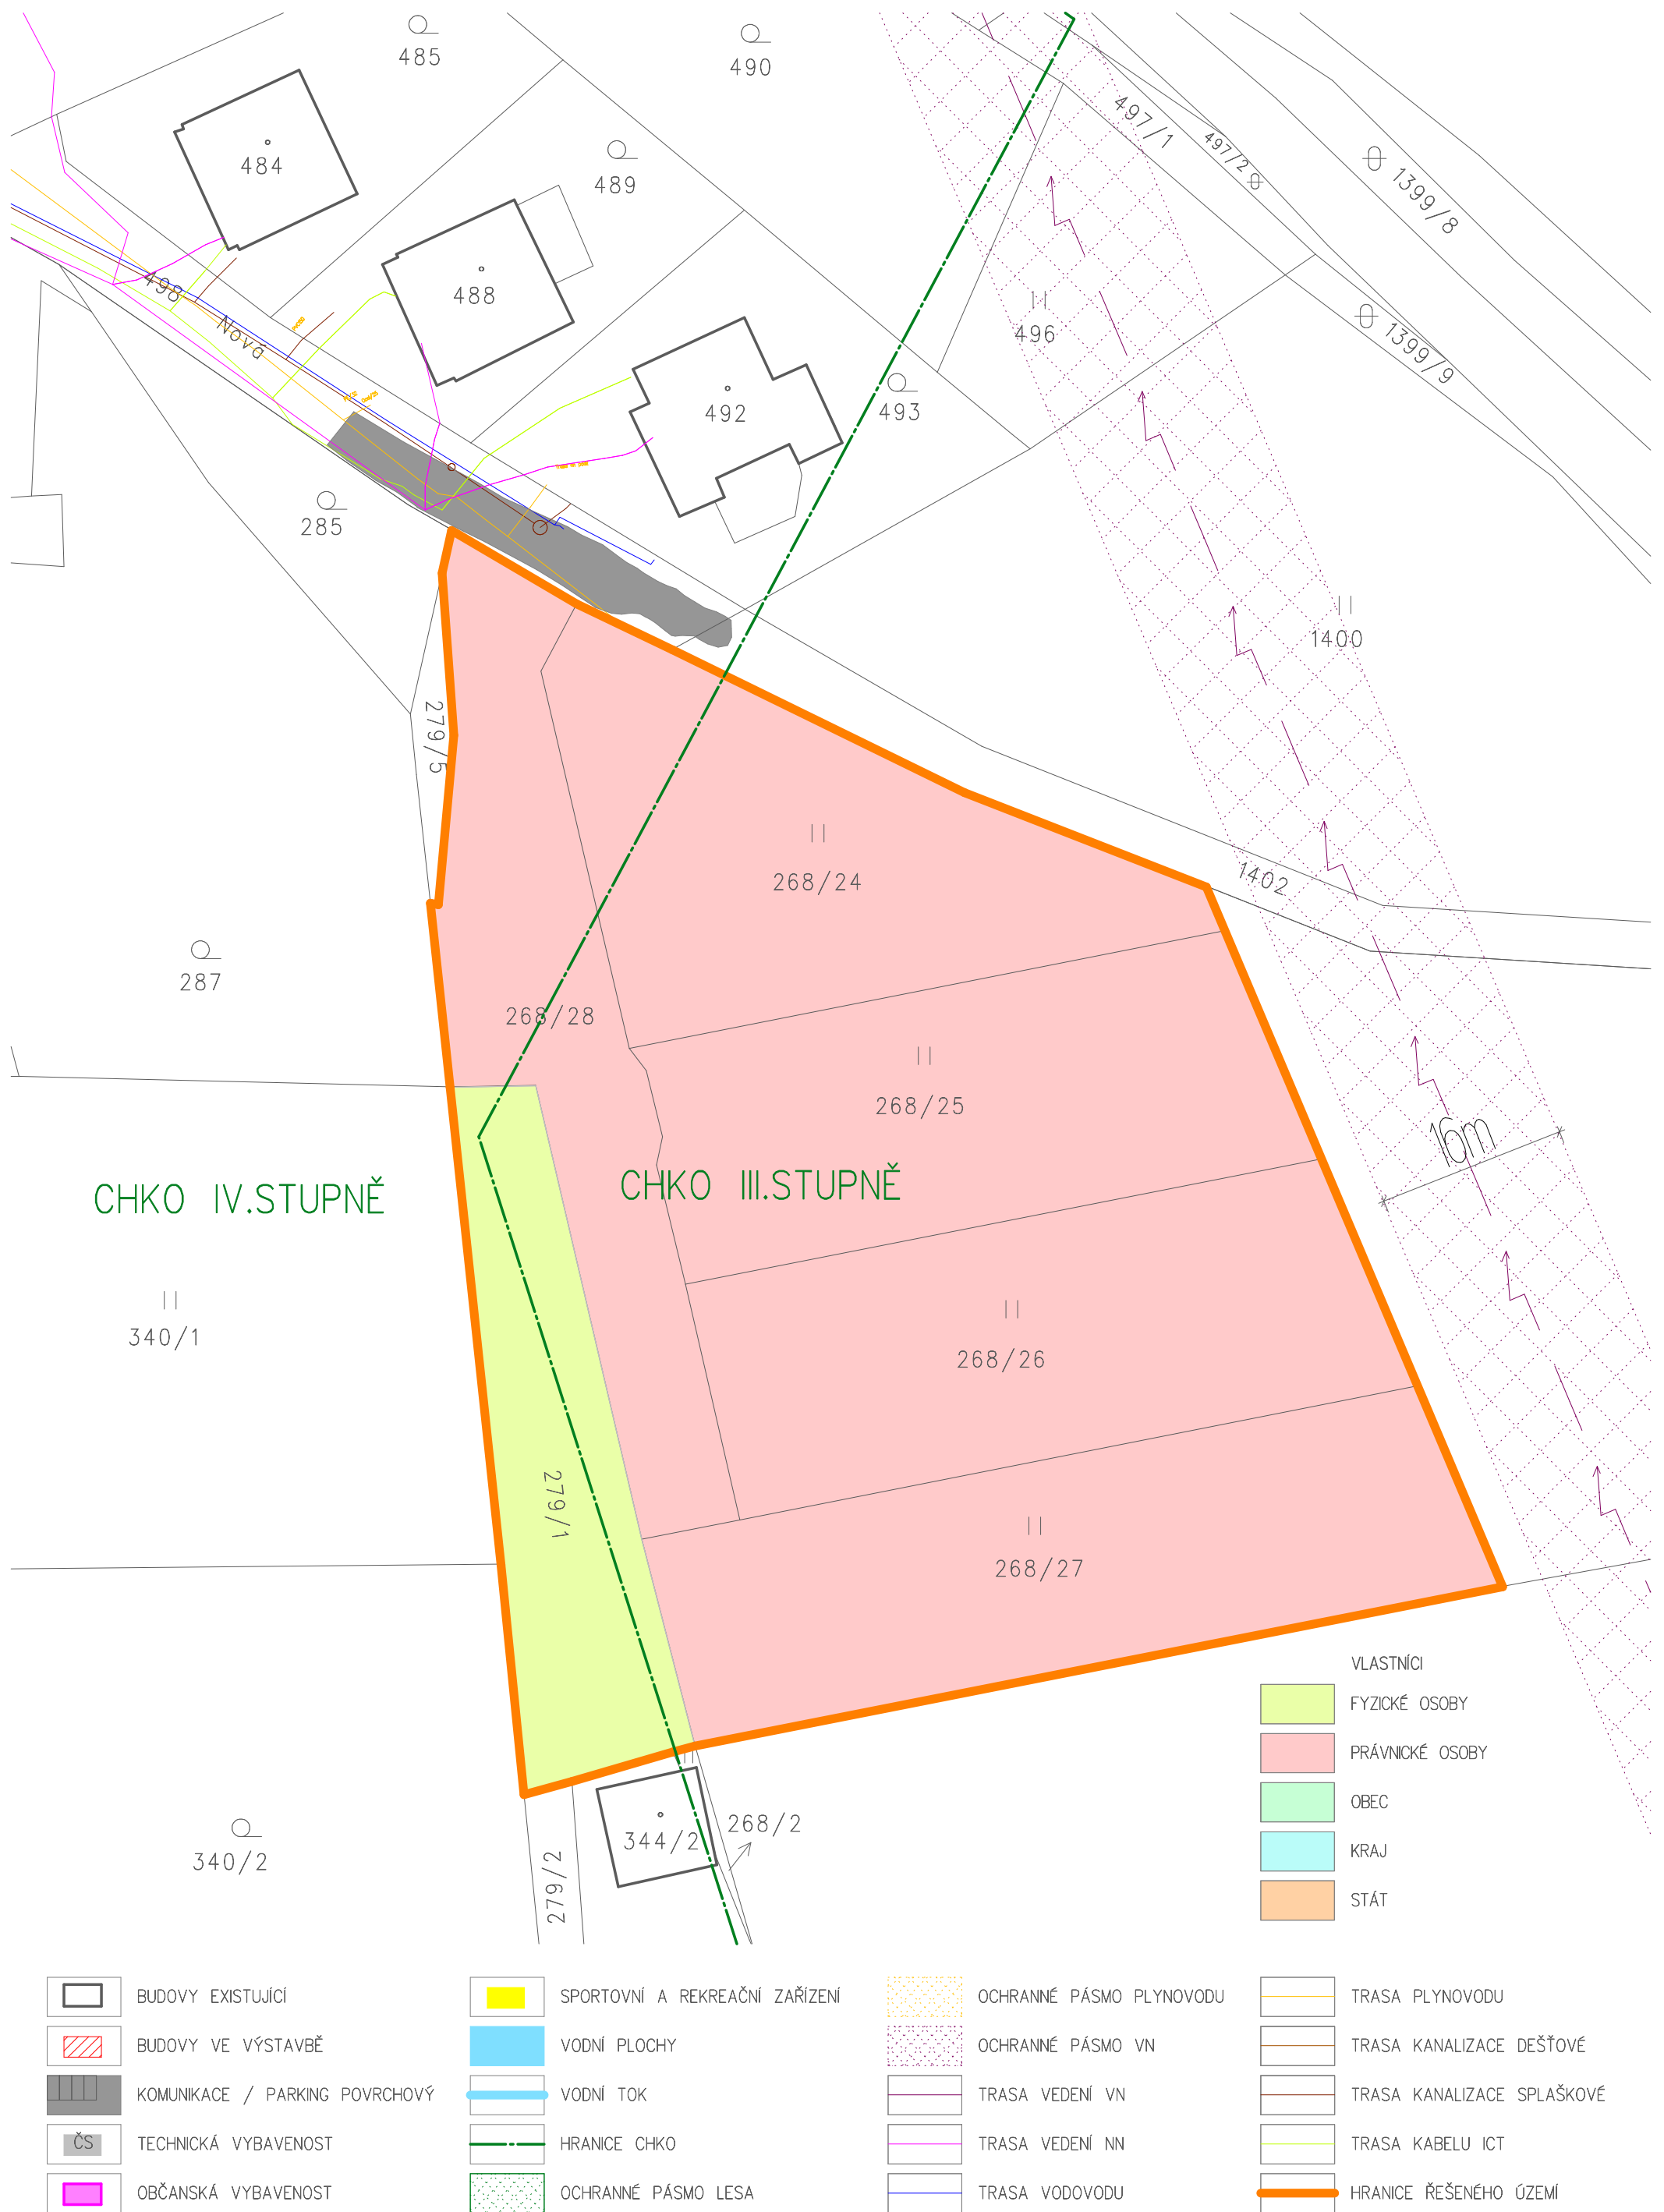 485
490
484
489
497/1
497/2
1399/8
498
488
Nová
496
1399/9
492
493
285
1400
279/5
268/24
1402
287
268/28
268/25
16m
CHKO IV.STUPNĚ
CHKO III.STUPNĚ
340/1
268/26
279/1
268/27
VLASTNÍCI
FYZICKÉ OSOBY
PRÁVNICKÉ OSOBY
OBEC
KRAJ
STÁT
344/2
268/2
340/2
279/2
BUDOVY EXISTUJÍCÍ
BUDOVY VE VÝSTAVBĚ
KOMUNIKACE / PARKING POVRCHOVÝ
ČS
TECHNICKÁ VYBAVENOST
OBČANSKÁ VYBAVENOST
SPORTOVNÍ A REKREAČNÍ ZAŘÍZENÍ
VODNÍ PLOCHY
VODNÍ TOK
HRANICE CHKO
OCHRANNÉ PÁSMO LESA
OCHRANNÉ PÁSMO PLYNOVODU
OCHRANNÉ PÁSMO VN
TRASA VEDENÍ VN
TRASA VEDENÍ NN
TRASA VODOVODU
TRASA PLYNOVODU
TRASA KANALIZACE DEŠŤOVÉ
TRASA KANALIZACE SPLAŠKOVÉ
TRASA KABELU ICT
HRANICE ŘEŠENÉHO ÚZEMÍ